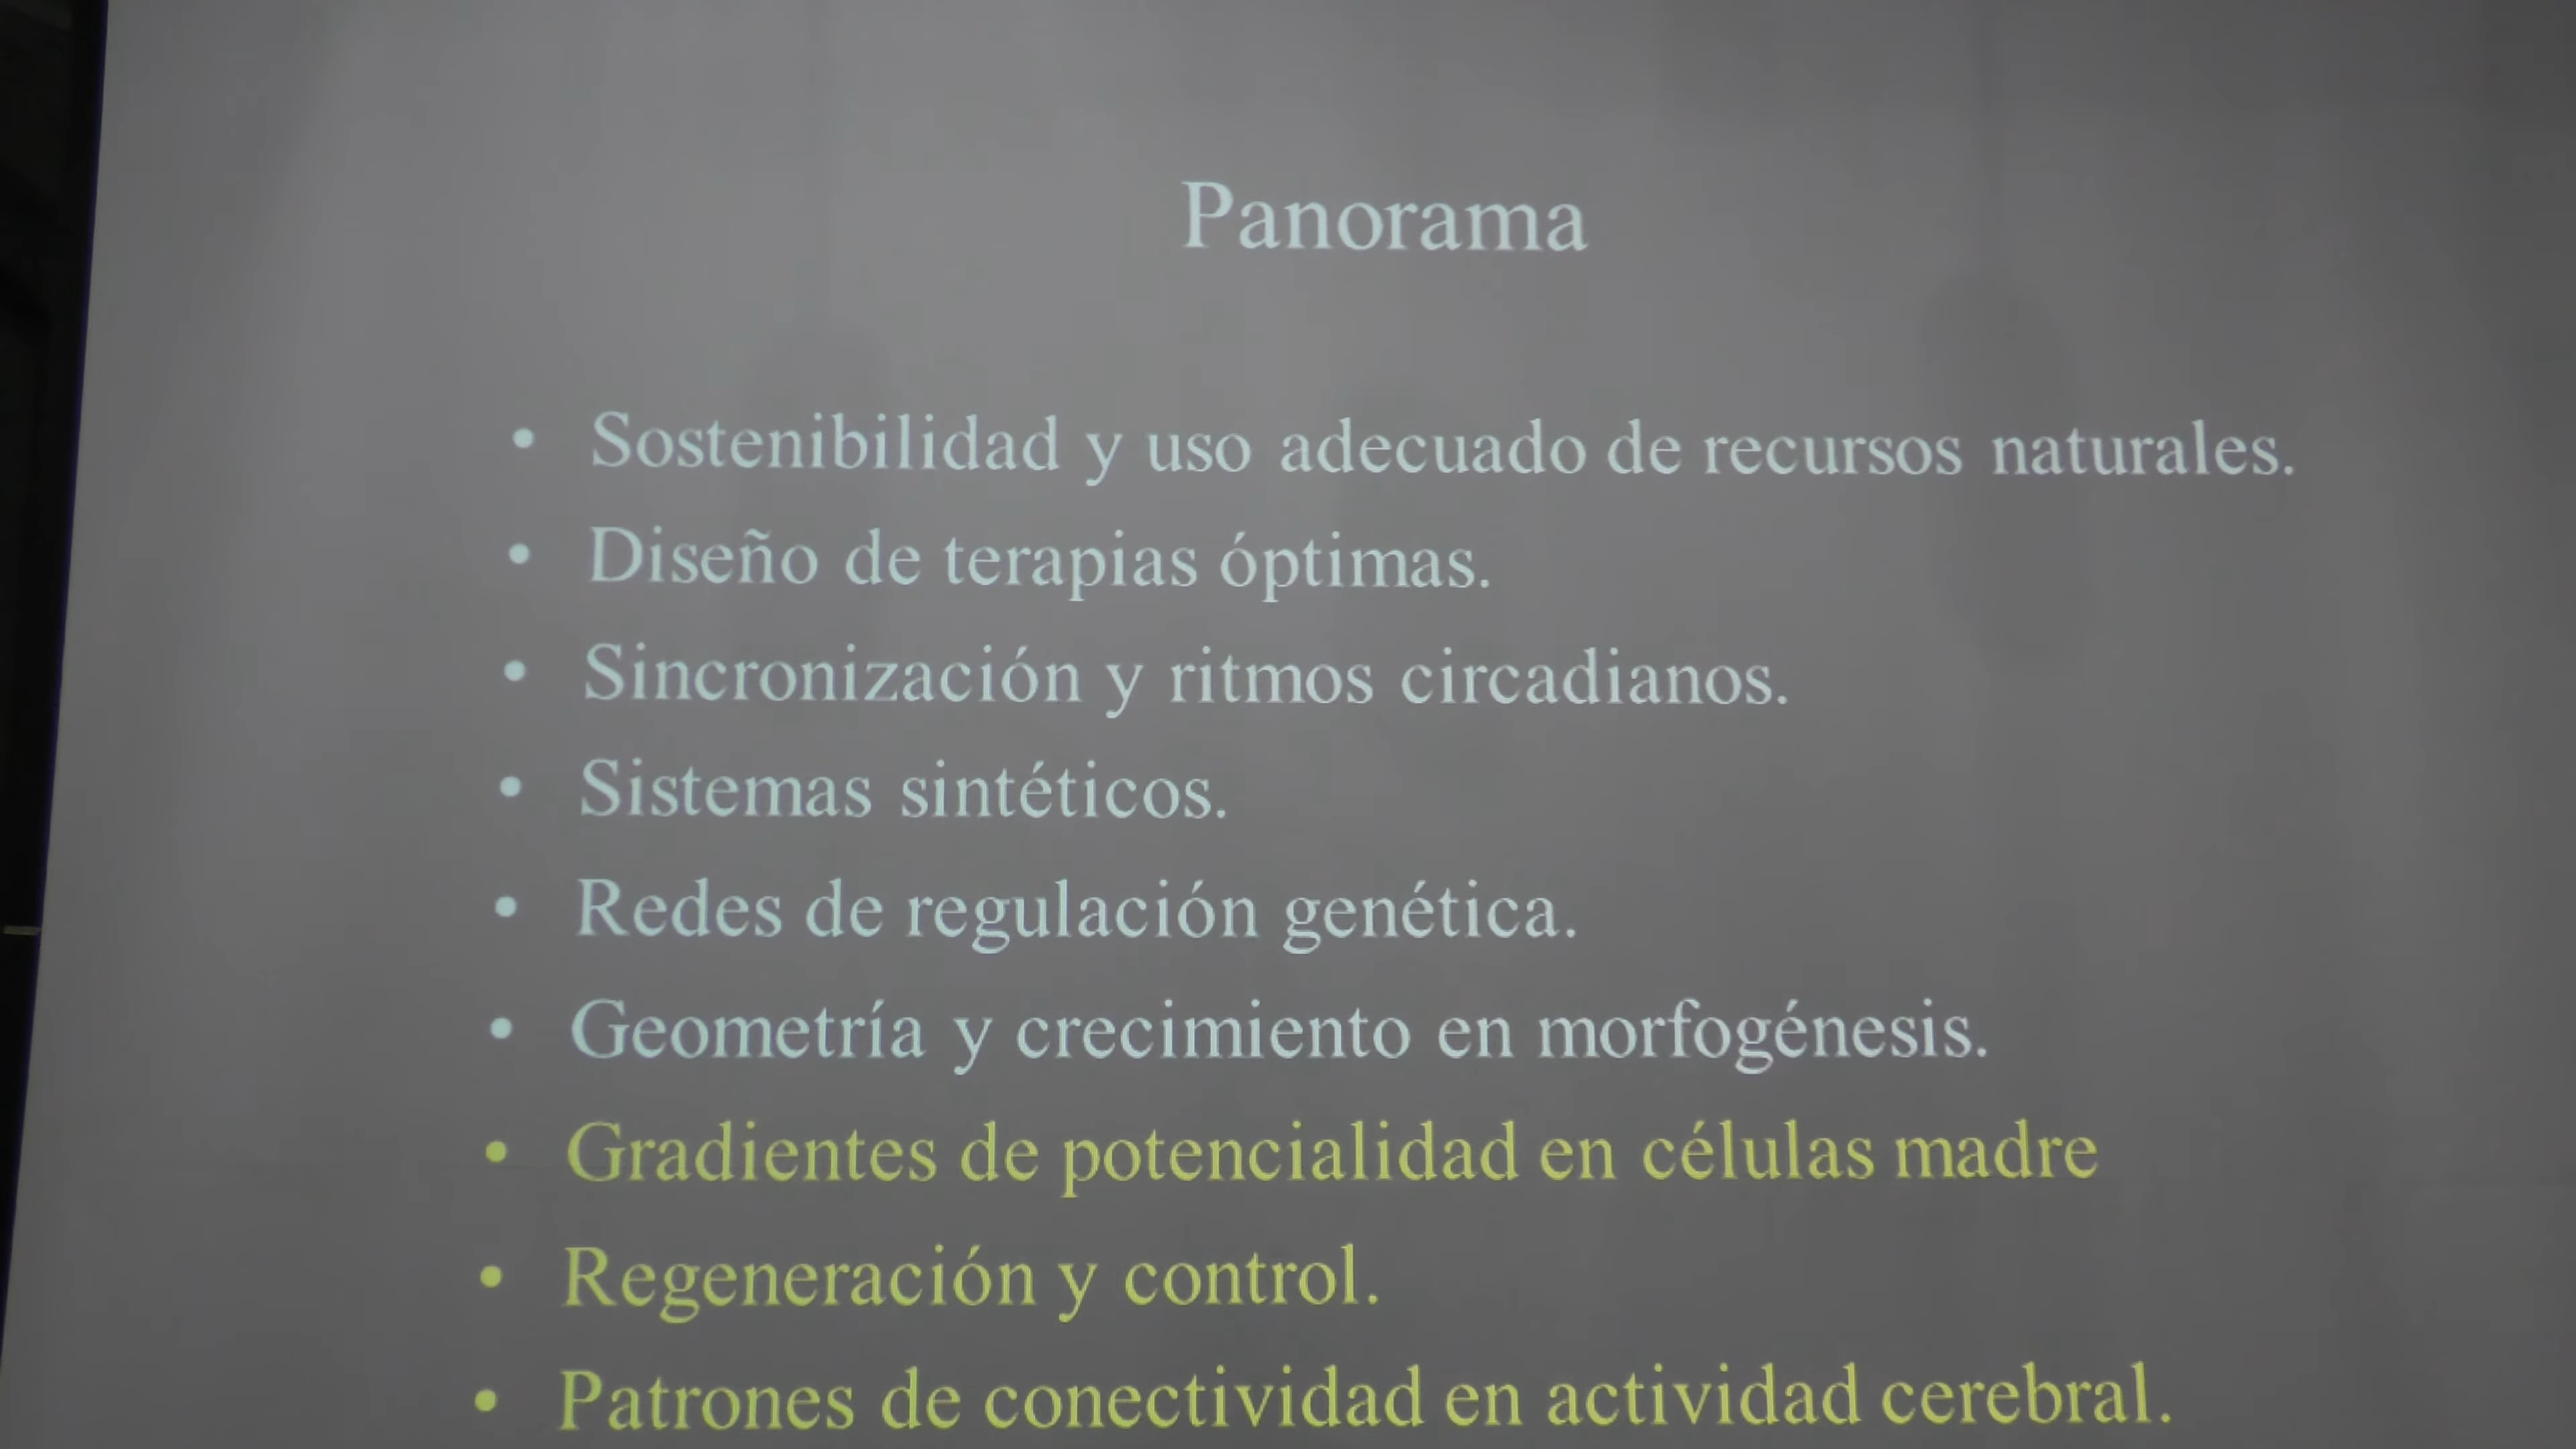 Panorama
• Sostenibilidad y uso adecuado de recursos naturales.
• Diseño de terapias óptimas.
• Sincronización y ritmos circadianos.
• Sistemas sintéticos.
• Redes de regulación genética.
• Geometría y crecimiento en morfogénesis.
• Gradientes de potencialidad en células madre
• Regeneración y control.
• Patrones de conectividad en actividad cerebral.